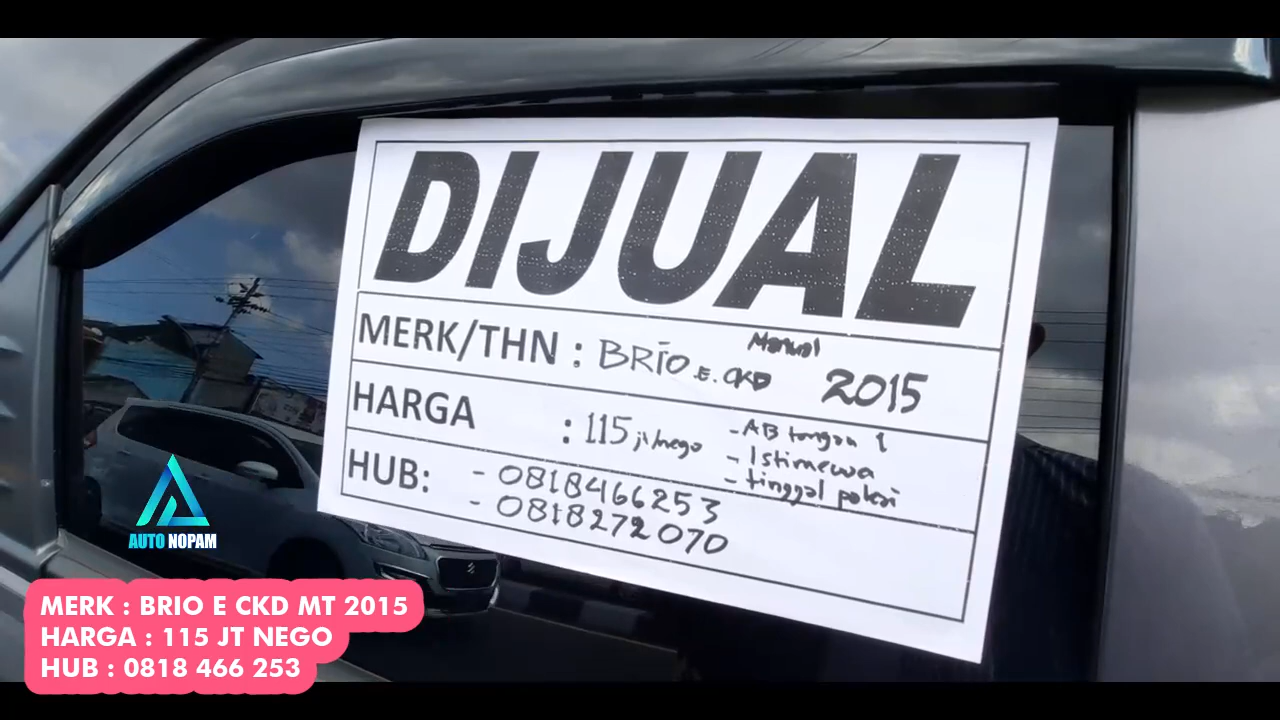 DIJUAL
MERK/THN : BRIO E. CKD Manual 2015
HARGA : 115 jt/nego
- AB tangan 1
- Istimewa
- tinggal pakai
HUB: - 0818466253
- 0818272070
AUTO NOPAM
MERK : BRIO E CKD MT 2015
HARGA : 115 JT NEGO
HUB : 0818 466 253